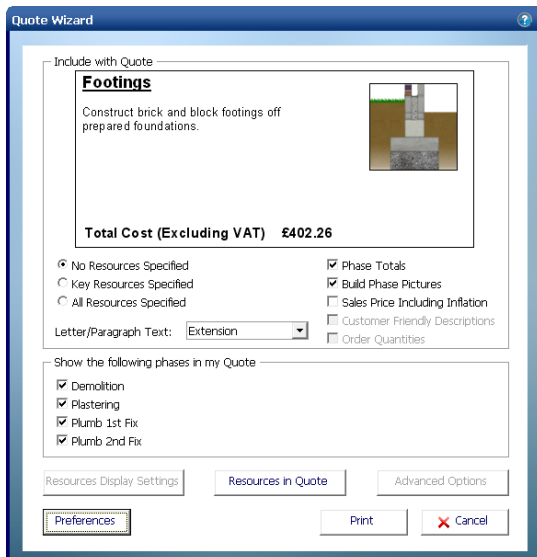 Quote Wizard
Include with Quote
Footings
Construct brick and block footings off
prepared foundations.
Total Cost (Excluding VAT) £402.26
No Resources Specified
Key Resources Specified
All Resources Specified
Letter/Paragraph Text: Extension
Phase Totals
Build Phase Pictures
Sales Price Including Inflation
Customer Friendly Descriptions
Order Quantities
Show the following phases in my Quote
Demolition
Plastering
Plumb 1st Fix
Plumb 2nd Fix
Resources Display Settings
Resources in Quote
Advanced Options
Preferences
Print
Cancel